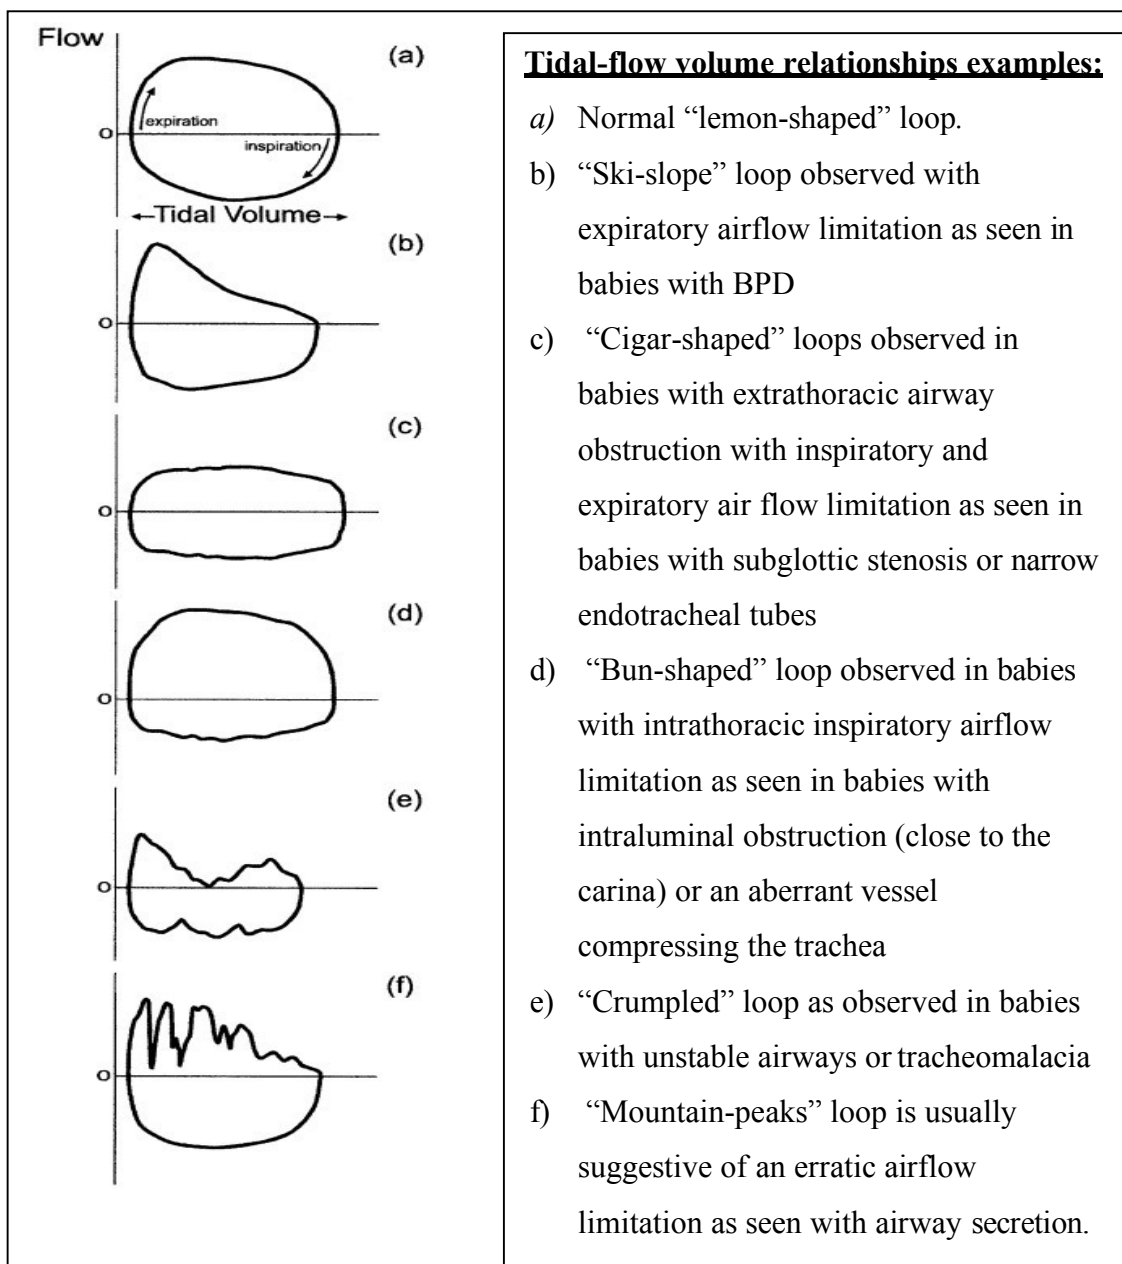 Flow
(a)
o
expiration
inspiration
←Tidal Volume→
(b)
o
(c)
o
(d)
o
(e)
o
(f)
o
Tidal-flow volume relationships examples:
a) Normal “lemon-shaped” loop.
b) “Ski-slope” loop observed with
expiratory airflow limitation as seen in
babies with BPD
c) “Cigar-shaped” loops observed in
babies with extrathoracic airway
obstruction with inspiratory and
expiratory air flow limitation as seen in
babies with subglottic stenosis or narrow
endotracheal tubes
d) “Bun-shaped” loop observed in babies
with intrathoracic inspiratory airflow
limitation as seen in babies with
intraluminal obstruction (close to the
carina) or an aberrant vessel
compressing the trachea
e) “Crumpled” loop as observed in babies
with unstable airways or tracheomalacia
f) “Mountain-peaks” loop is usually
suggestive of an erratic airflow
limitation as seen with airway secretion.